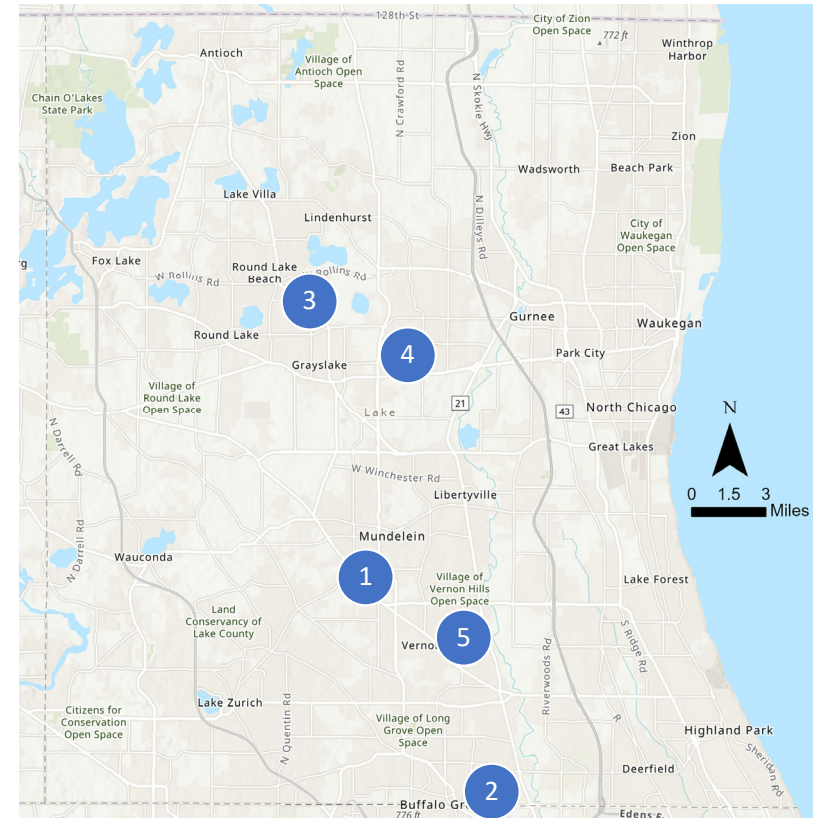 128th St
City of Zion
Open Space
772 ft
Winthrop
Harbor
Antioch
Village of
Antioch Open
Space
N Crawford Rd
N Skokie Hwy
Chain O'Lakes
State Park
Zion
Wadsworth
Beach Park
Lake Villa
Lindenhurst
N Dilleys Rd
City of
Waukegan
Open Space
rg
Fox Lake
W Rollins Rd
Round Lake
Beach
W Rollins Rd
3
Gurnee
Waukegan
Round Lake
4
Park City
Grayslake
Village of
Round Lake
Open Space
Lake
21
43
North Chicago
N
N Darrell Rd
Great Lakes
W Winchester Rd
Libertyville
0 1.5 3
Miles
Mundelein
N Darrell Rd
Wauconda
1
Village of
Vernon Hills
Open Space
Lake Forest
Land
Conservancy of
Lake County
5
Verno
S Ridge Rd
Riverwoods Rd
Lake Zurich
N Quentin Rd
Citizens for
Conservation
Open Space
Village of Long
Grove Open
Space
R
Highland Park
Sheridan Rd
Deerfield
2
Buffalo Gr
776 ft
Edens E